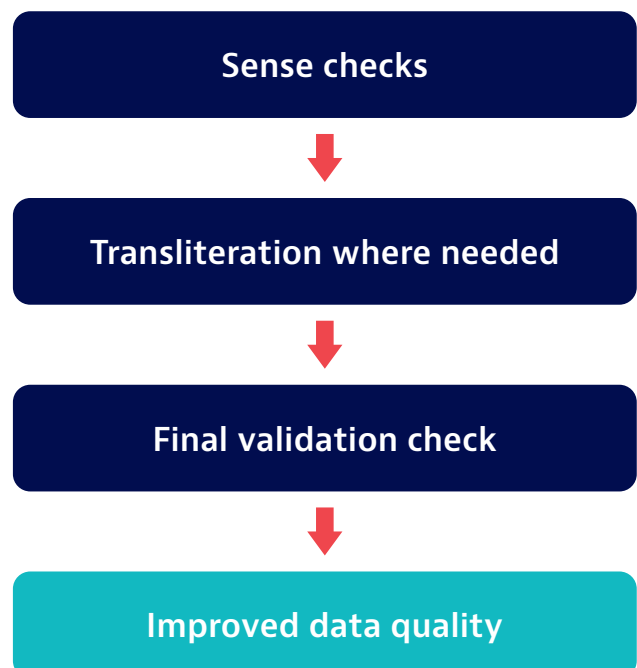 Sense checks
Transliteration where needed
Final validation check
Improved data quality